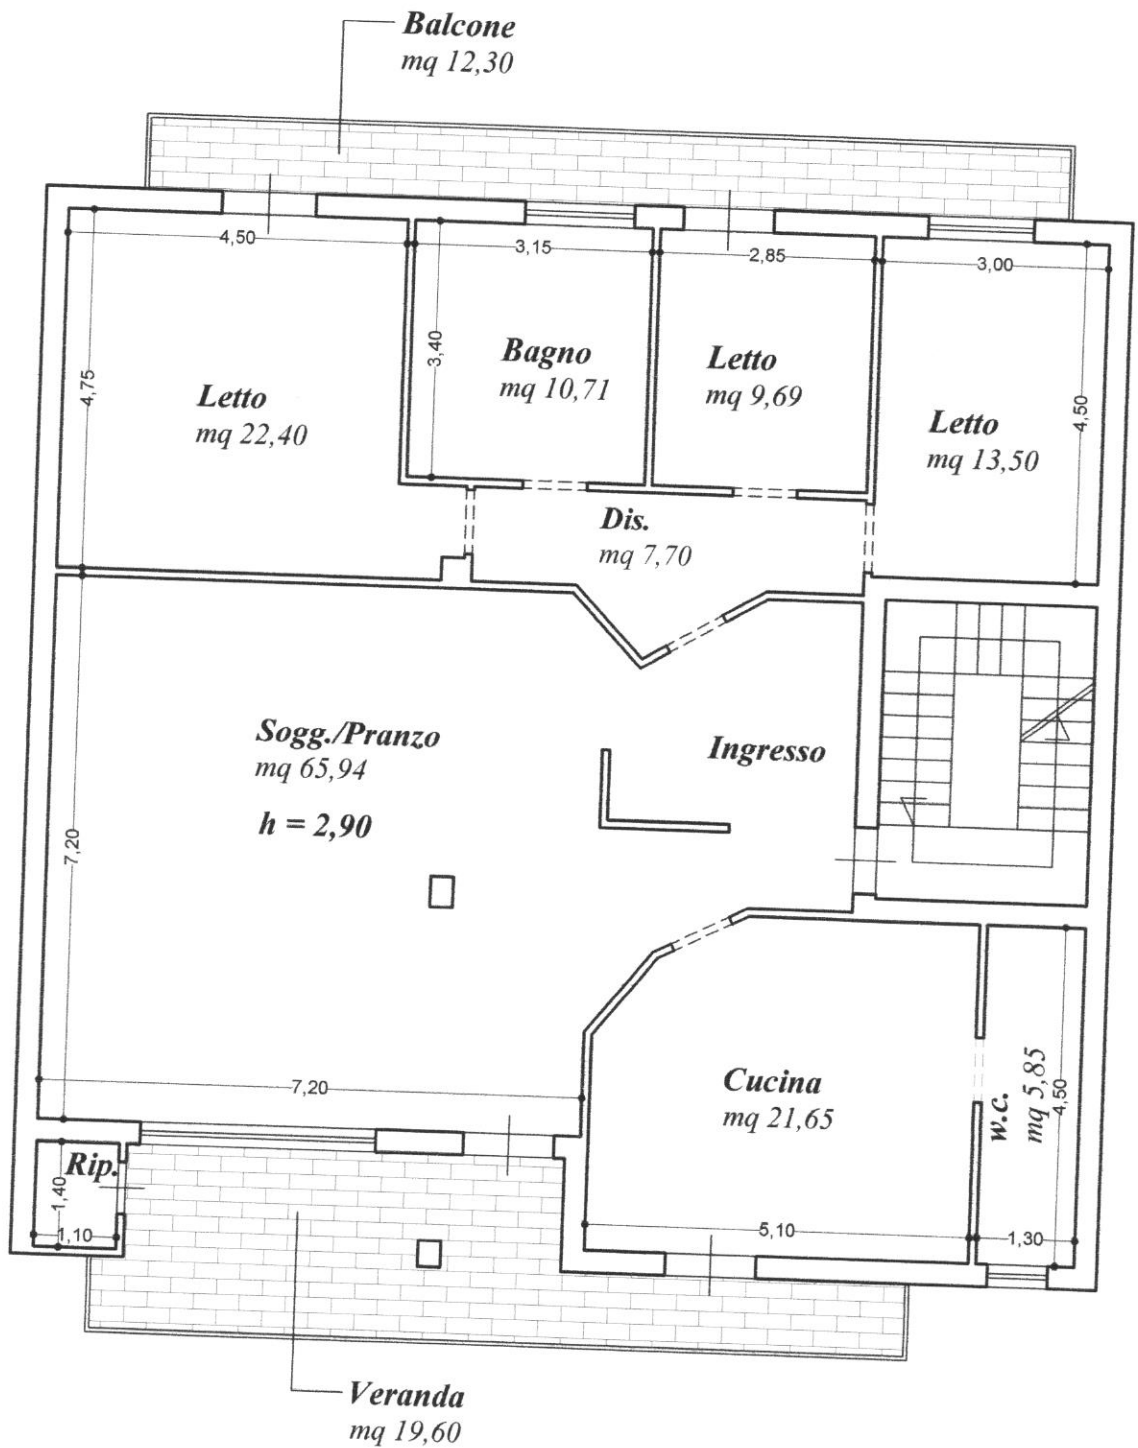 Balcone
mq 12,30
4,50
3,15
2,85
3,00
4,75
3,40
4,50
Letto
mq 22,40
Bagno
mq 10,71
Letto
mq 9,69
Letto
mq 13,50
Dis.
mq 7,70
Sogg./Pranzo
mq 65,94
h = 2,90
Ingresso
7,20
7,20
Cucina
mq 21,65
w.c.
mq 5,85
4,50
Rip.
1,40
1,10
5,10
1,30
Veranda
mq 19,60